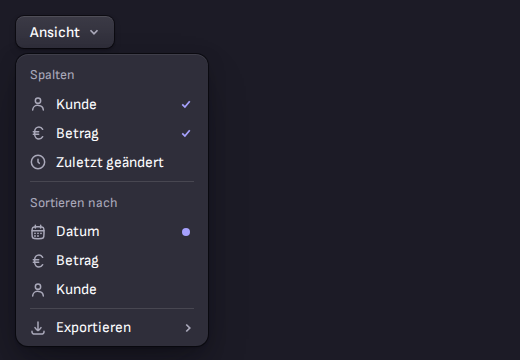 Ansicht
Spalten
Kunde
Betrag
Zuletzt geändert
Sortieren nach
Datum
Betrag
Kunde
Exportieren